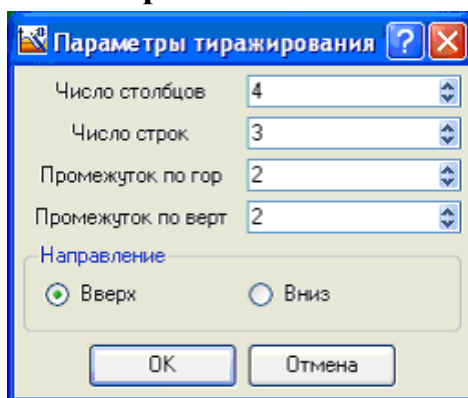 Параметры тиражирования
Число столбцов 4
Число строк 3
Промежуток по гор 2
Промежуток по верт 2
Направление
Вверх Вниз
OK Отмена